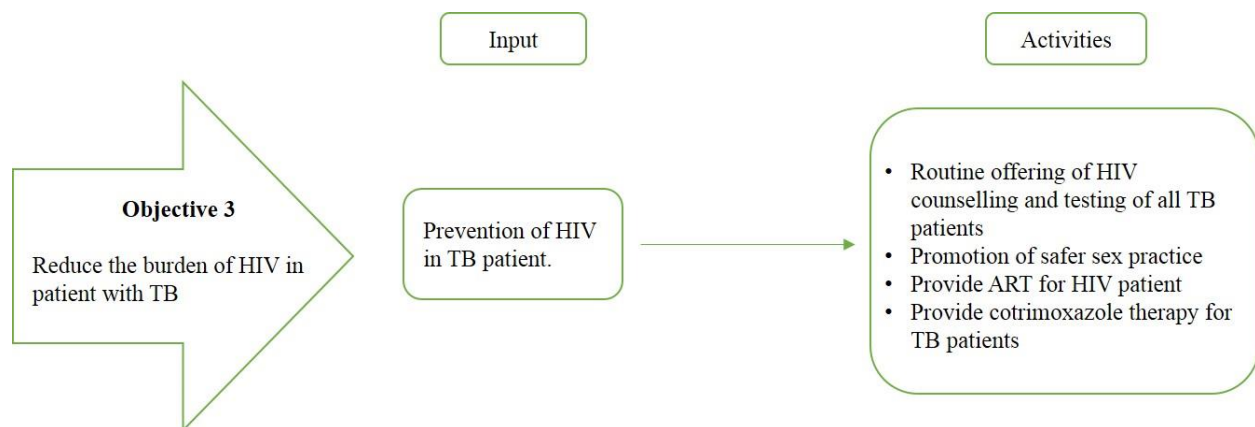 Input
Activities
Objective 3
Reduce the burden of HIV in
patient with TB
Prevention of HIV
in TB patient.
• Routine offering of HIV
counselling and testing of all TB
patients
• Promotion of safer sex practice
• Provide ART for HIV patient
• Provide cotrimoxazole therapy for
TB patients